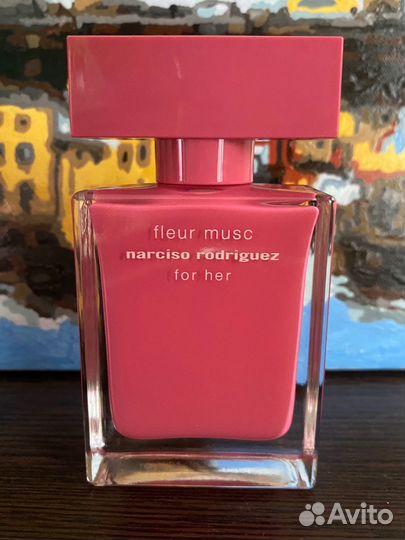 fleur musc
narciso rodriguez
for her
Avito